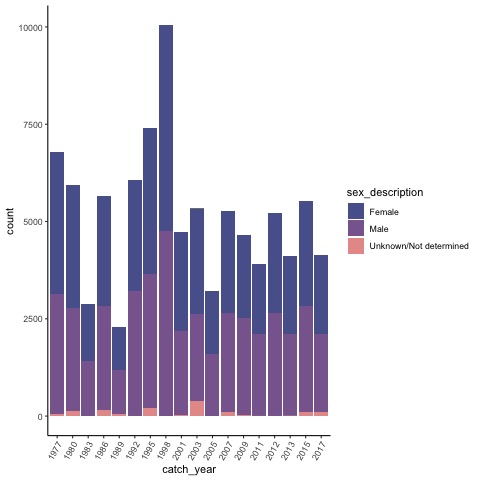 10000
7500
5000
2500
0
count
1977 1980 1983 1986 1989 1992 1995 1998 2001 2003 2005 2007 2009 2011 2012 2013 2015 2017
catch_year
sex_description
Female
Male
Unknown/Not determined